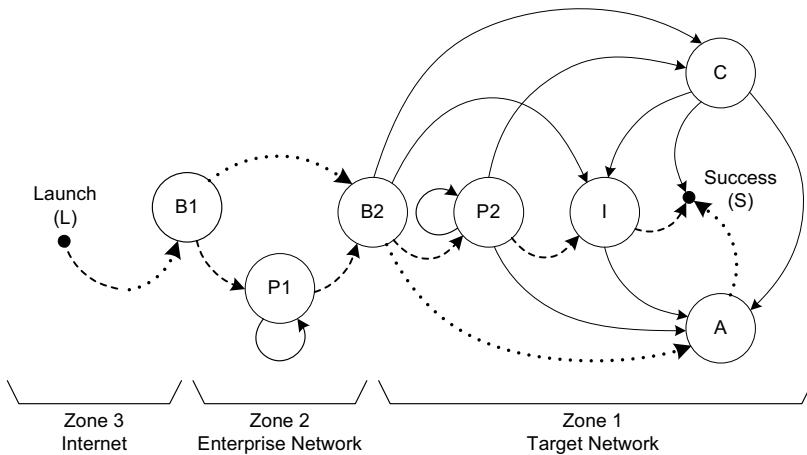 C
Launch
(L)
B1
B2
P2
I
Success
(S)
P1
A
Zone 3
Internet
Zone 2
Enterprise Network
Zone 1
Target Network